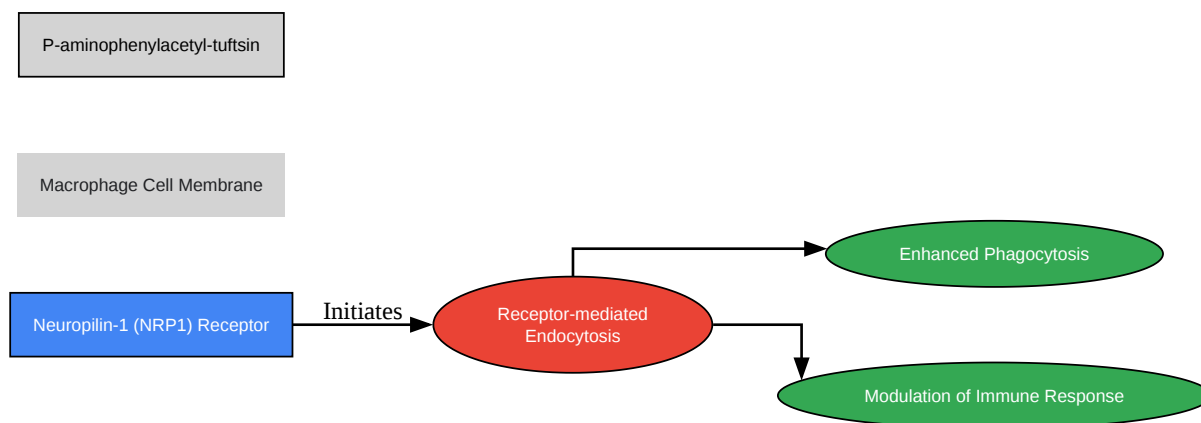 P-aminophenylacetyl-tuftsin
Macrophage Cell Membrane
Neuropilin-1 (NRP1) Receptor
Initiates
Receptor-mediated
Endocytosis
Enhanced Phagocytosis
Modulation of Immune Response